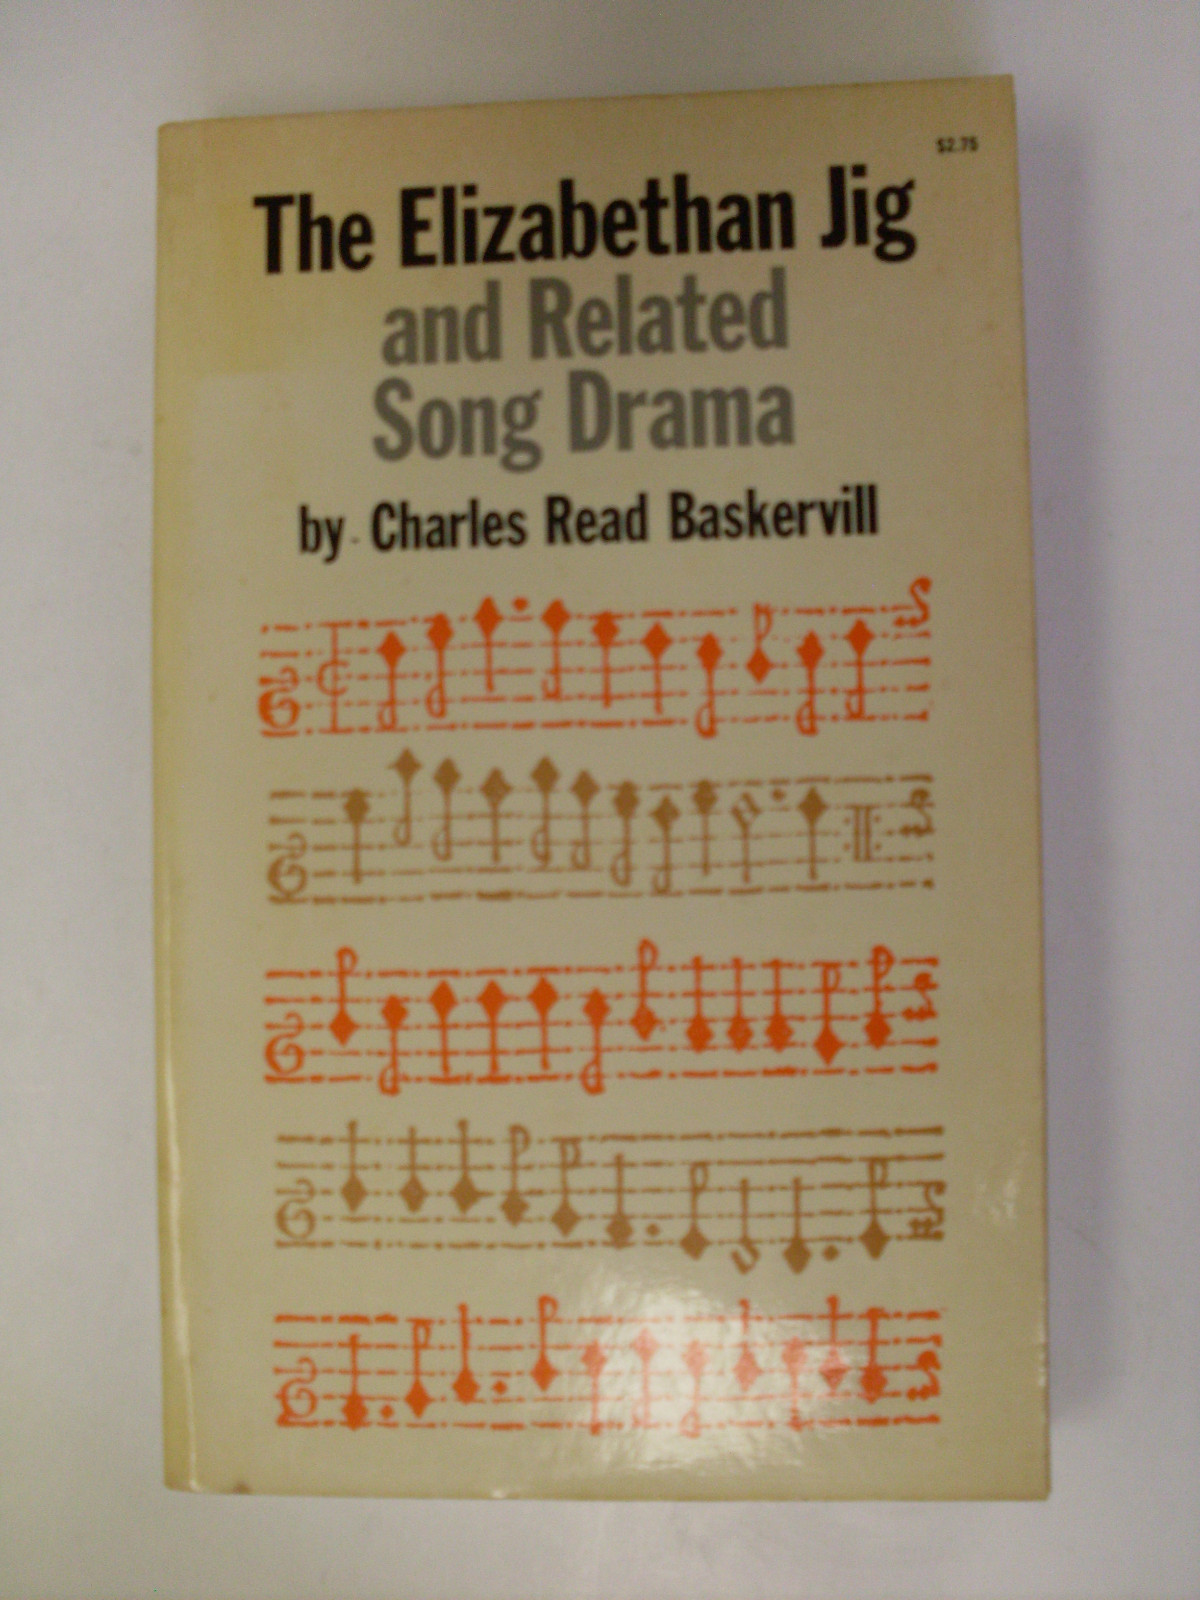 $2.75
The Elizabethan Jig
and Related
Song Drama
by Charles Read Baskervill